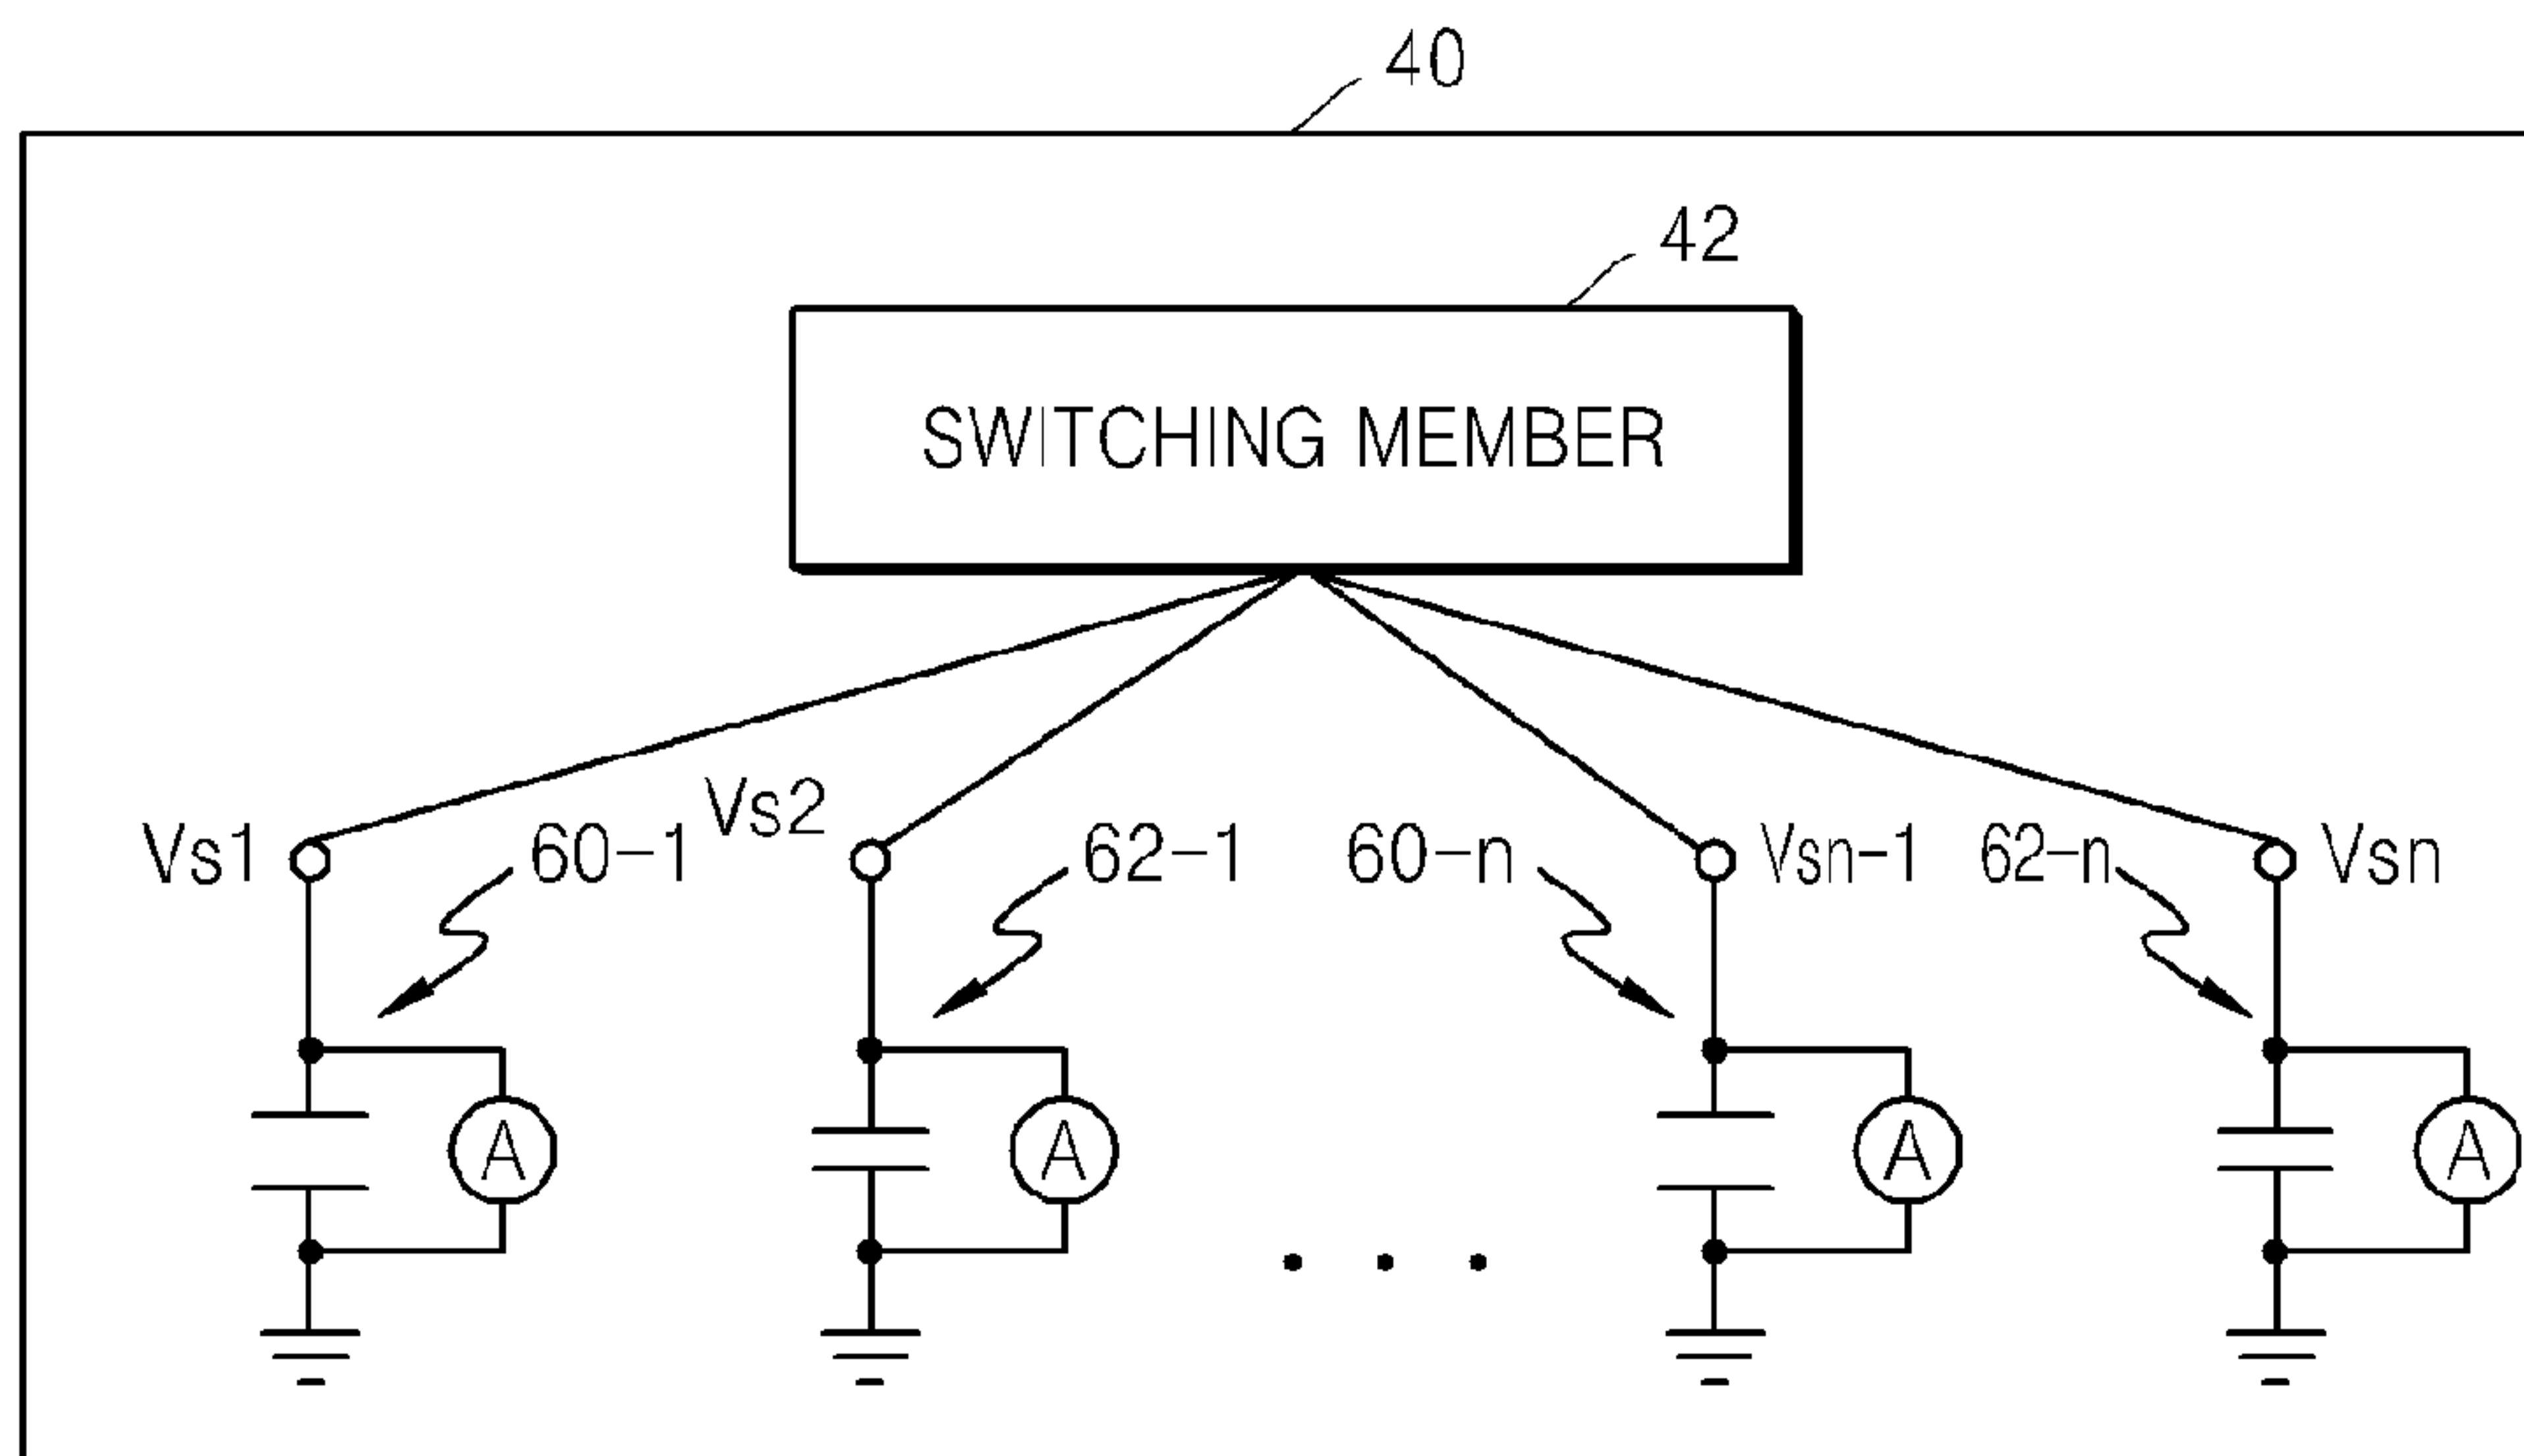 40
42
SWITCHING MEMBER
Vs1
60-1
Vs2
62-1
60-n
Vsn-1
62-n
Vsn
A
A
A
A